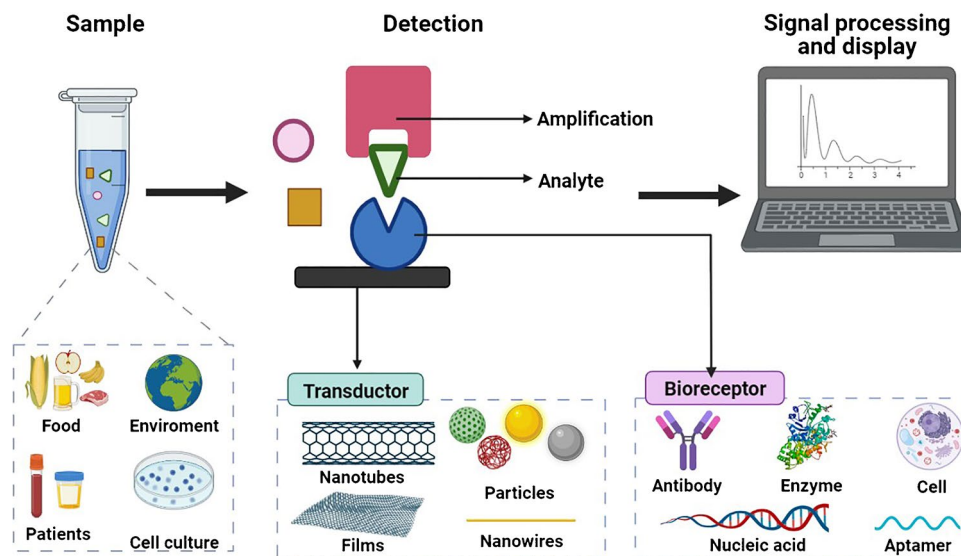 Sample
Detection
Signal processing
and display
Amplification
Analyte
0 1 2 3 4
Transductor
Bioreceptor
Food
Enviroment
Patients
Cell culture
Nanotubes
Particles
Films
Nanowires
Antibody
Enzyme
Cell
Nucleic acid
Aptamer